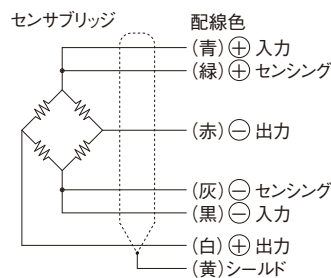 センサブリッジ
配線色
(青)⊕入力
(緑)⊕センシング
(赤)⊖出力
(灰)⊖センシング
(黒)⊖入力
(白)⊕出力
(黄)シールド